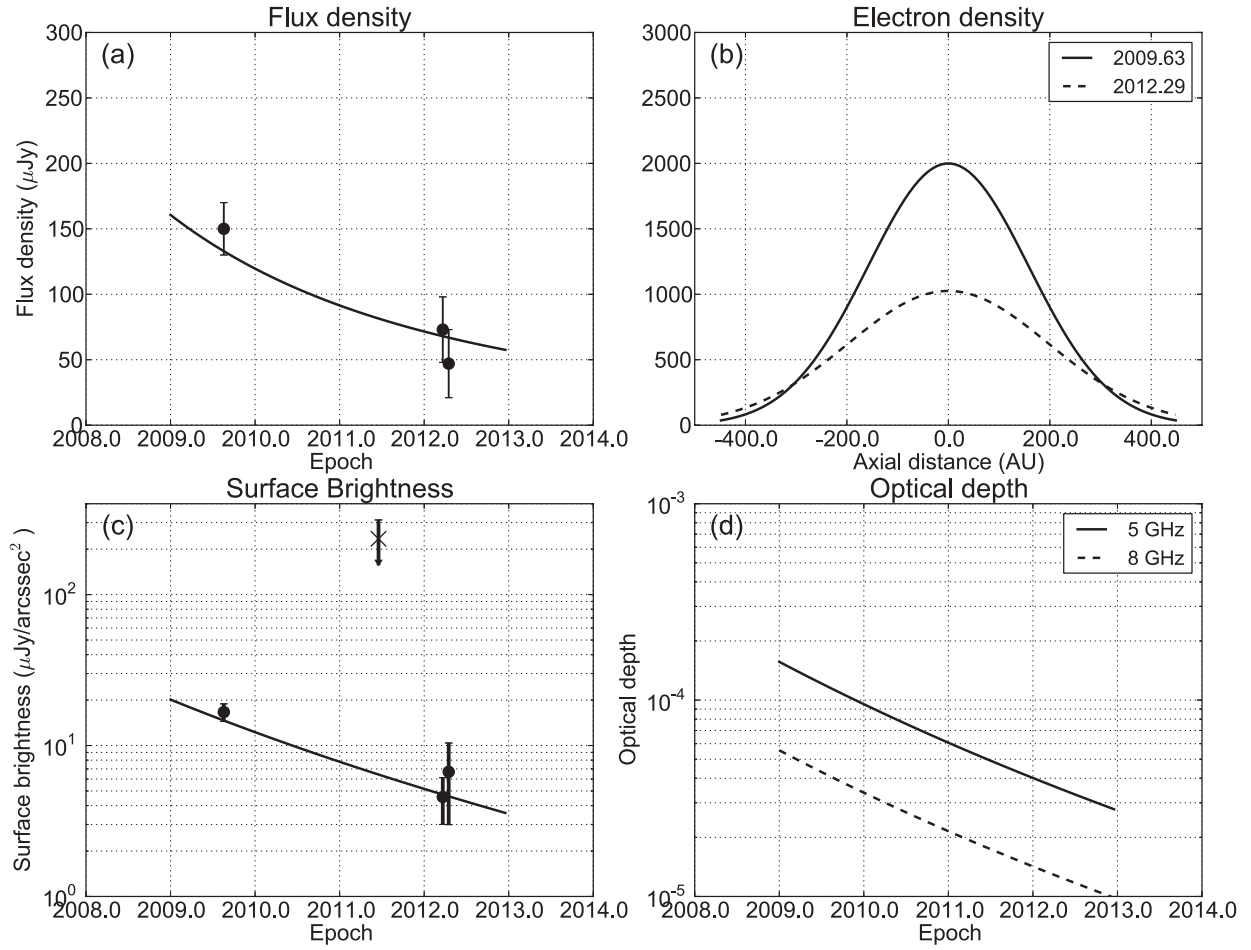 Flux density
(a)
300
250
200
150
100
50
0
Flux density (μJy)
2008.0 2009.0 2010.0 2011.0 2012.0 2013.0 2014.0
Epoch
Electron density
(b)
2009.63
2012.29
3000
2500
2000
1500
1000
500
0
-400.0 -200.0 0.0 200.0 400.0
Axial distance (AU)
Surface Brightness
(c)
10²
10¹
10⁰
Surface brightness (μJy/arcssec²)
2008.0 2009.0 2010.0 2011.0 2012.0 2013.0 2014.0
Epoch
Optical depth
(d)
5 GHz
8 GHz
10⁻³
10⁻⁴
10⁻⁵
Optical depth
2008.0 2009.0 2010.0 2011.0 2012.0 2013.0 2014.0
Epoch